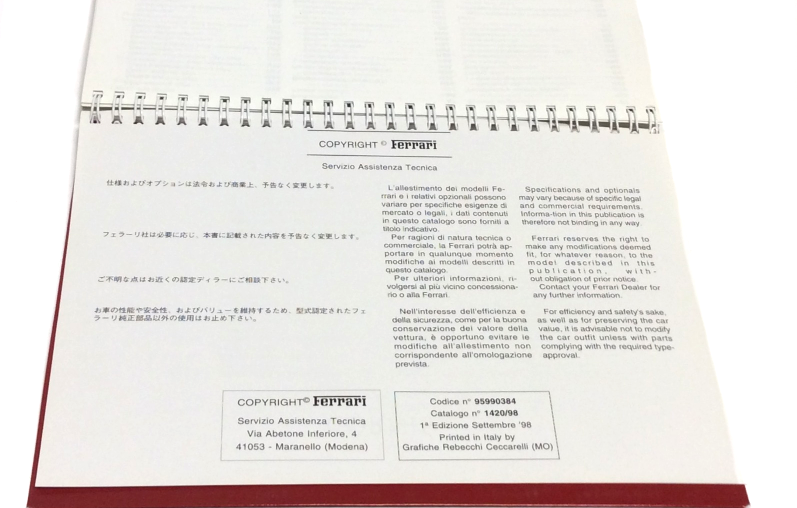 COPYRIGHT © Ferrari
Servizio Assistenza Tecnica
仕様およびオプションは法令および商業上、予告なく変更します。
フェラーリ社は必要に応じ、本書に記載された内容を予告なく変更します。
ご不明な点はお近くの認定ディラーにご相談下さい。
お車の性能や安全性、およびバリューを維持するため、型式認定されたフェ
ラーリ純正部品以外の使用はお止め下さい。
L'allestimento dei modelli Fe-
rrari e i relativi opzionali possono
variare per specifiche esigenze di
mercato o legali, i dati contenuti
in questo catalogo sono forniti a
titolo indicativo.
Per ragioni di natura tecnica o
commerciale, la Ferrari potrà ap-
portare in qualunque momento
modifiche ai modelli descritti in
questo catalogo.
Per ulteriori informazioni, ri-
volgersi al più vicino concessiona-
rio o alla Ferrari.
Nell'interesse dell'efficienza e
della sicurezza, come per la buona
conservazione del valore della
vettura, è opportuno evitare le
modifiche all'allestimento non
corrispondente all'omologazione
prevista.
Specifications and optionals
may vary because of specific legal
and commercial requirements.
Informa-tion in this publication is
therefore not binding in any way.
Ferrari reserves the right to
make any modifications deemed
fit, for whatever reason, to the
model described in this
publication, with-
out obligation of prior notice.
Contact your Ferrari Dealer for
any further information.
For efficiency and safety's sake,
as well as for preserving the car
value, it is advisable not to modify
the car outfit unless with parts
complying with the required type-
approval.
COPYRIGHT© Ferrari
Servizio Assistenza Tecnica
Via Abetone Inferiore, 4
41053 - Maranello (Modena)
Codice n° 95990384
Catalogo n° 1420/98
1ª Edizione Settembre '98
Printed in Italy by
Grafiche Rebecchi Ceccarelli (MO)